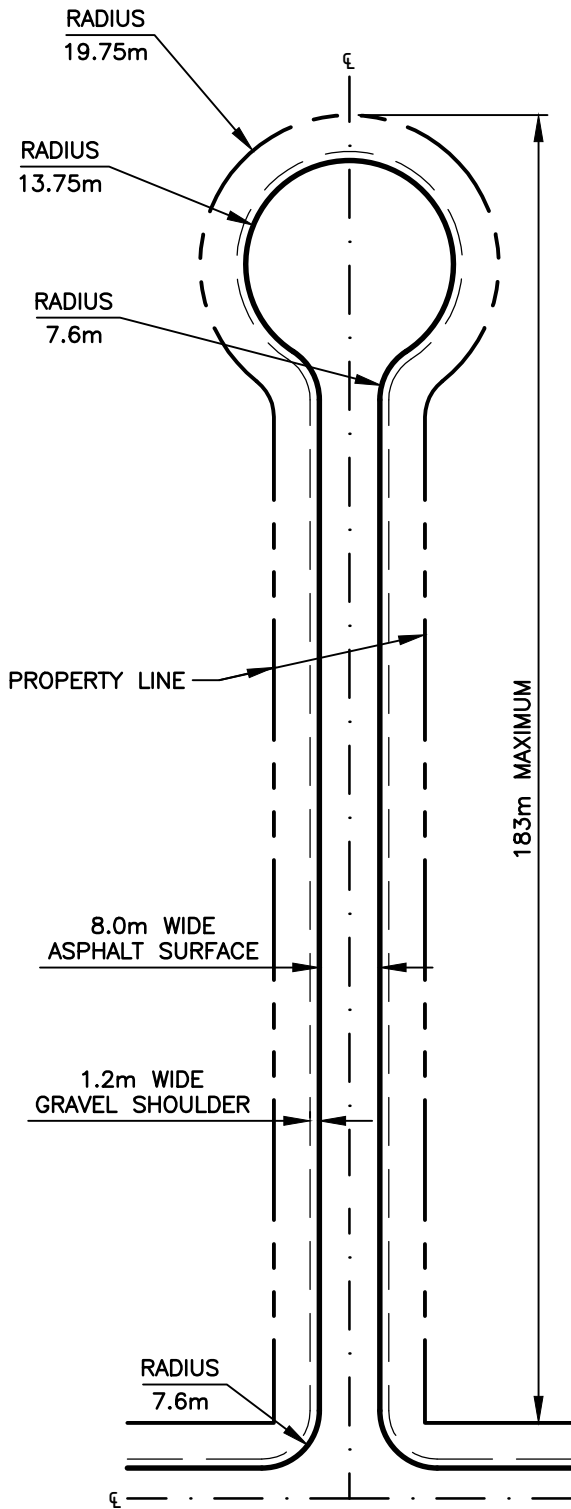 RADIUS
19.75m
℄
RADIUS
13.75m
RADIUS
7.6m
PROPERTY LINE
183m MAXIMUM
8.0m WIDE
ASPHALT SURFACE
1.2m WIDE
GRAVEL SHOULDER
RADIUS
7.6m
℄